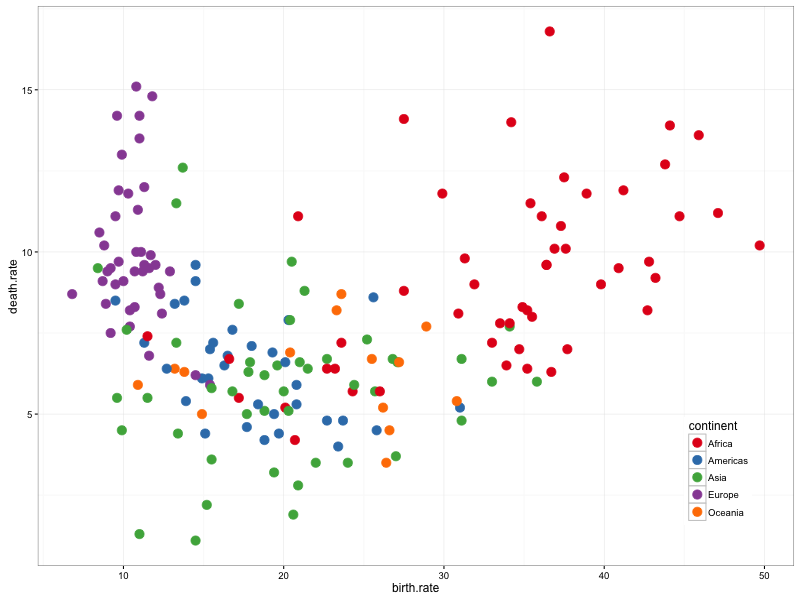 15
10
5
death.rate
10
20
30
40
50
birth.rate
continent
Africa
Americas
Asia
Europe
Oceania